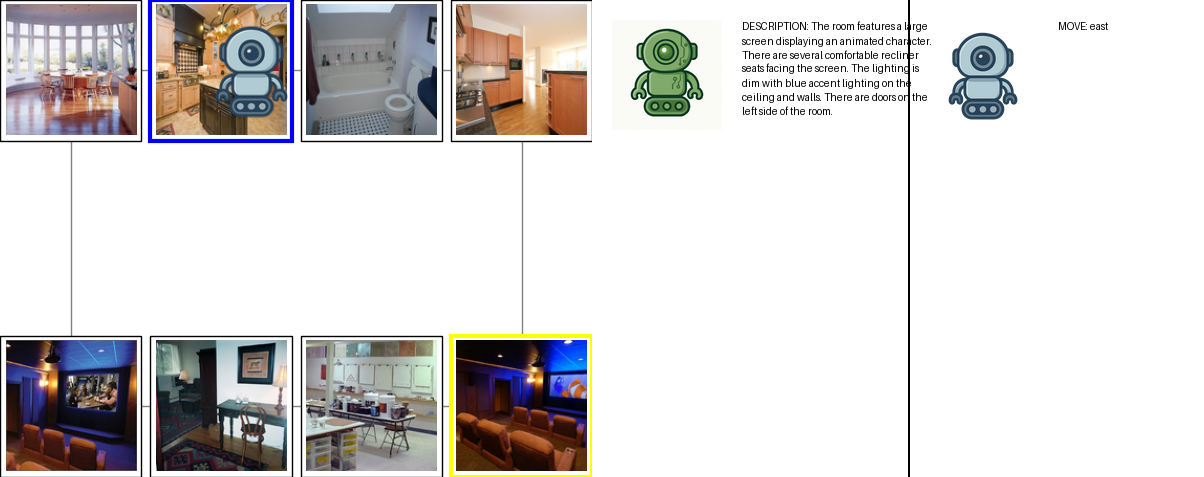 DESCRIPTION: The room features a large
screen displaying an animated character.
There are several comfortable recliner
seats facing the screen. The lighting is
dim with blue accent lighting on the
ceiling and walls. There are doors on the
left side of the room.
MOVE: east